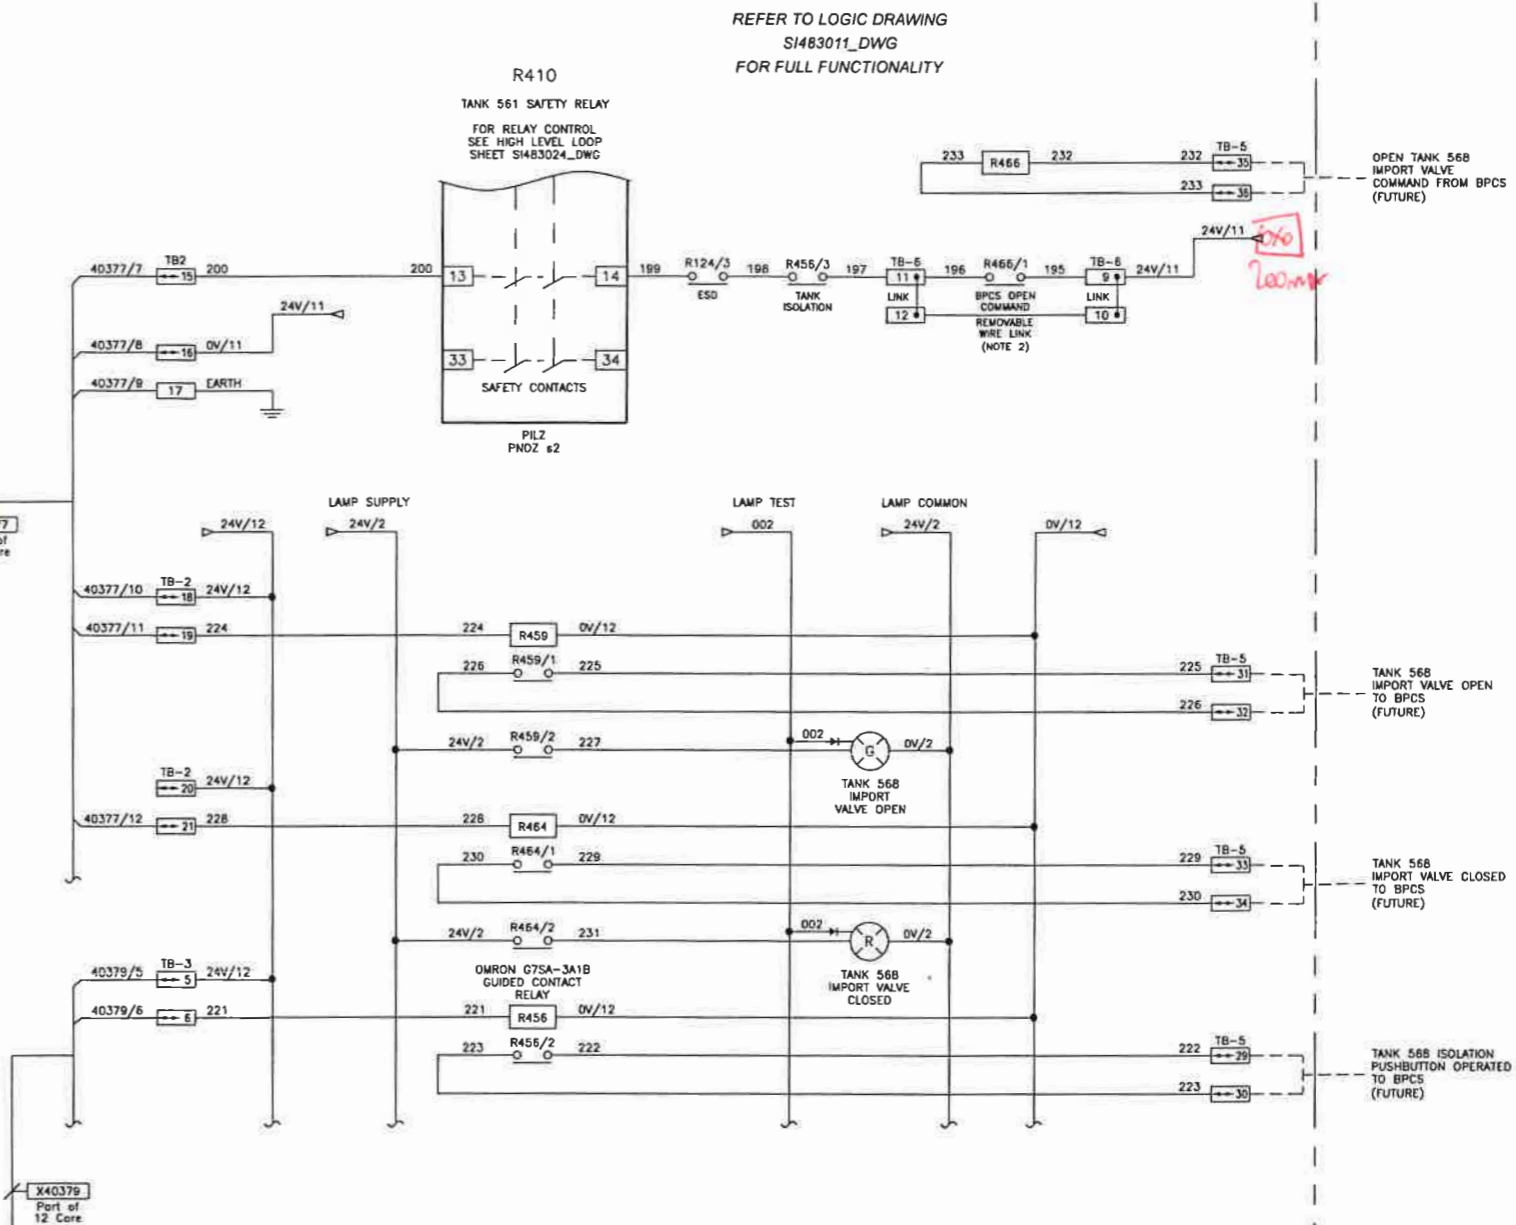 REFER TO LOGIC DRAWING
SI483011_DWG
FOR FULL FUNCTIONALITY
R410
TANK 561 SAFETY RELAY
FOR RELAY CONTROL
SEE HIGH LEVEL LOOP
SHEET SI483024_DWG
233 R466 232 232 TB-5 35
233 36
OPEN TANK 568
IMPORT VALVE
COMMAND FROM BPCS
(FUTURE)
24V/11
40377/7 TB2 15 200 200 13 14 199 R124/3 198 R456/3 197 TB-6 11 196 R466/1 195 TB-6 9 24V/11
ESD
TANK
ISOLATION
LINK
BPCS OPEN
COMMAND
LINK
12 10
REMOVABLE
WIRE LINK
(NOTE 2)
24V/11
40377/8 16 0V/11
33 34
40377/9 17 EARTH
SAFETY CONTACTS
PILZ
PNOZ s2
LAMP SUPPLY LAMP TEST LAMP COMMON
24V/12 24V/2 002 24V/2 0V/12
40377/10 TB-2 18 24V/12
40377/11 19 224 224 R459 0V/12
226 R459/1 225 225 TB-5 31
226 32
TANK 568
IMPORT VALVE OPEN
TO BPCS
(FUTURE)
24V/2 R459/2 227 002 G 0V/2
TANK 568
IMPORT
VALVE OPEN
TB-2 20 24V/12
40377/12 21 228 228 R464 0V/12
230 R464/1 229 229 TB-5 33
230 34
TANK 568
IMPORT VALVE CLOSED
TO BPCS
(FUTURE)
24V/2 R464/2 231 002 R 0V/2
TANK 568
IMPORT VALVE
CLOSED
OMRON G7SA-3A1B
GUIDED CONTACT
RELAY
40379/5 TB-3 5 24V/12
40379/6 6 221 221 R456 0V/12
223 R456/2 222 222 TB-5 29
223 30
TANK 568 ISOLATION
PUSHBUTTON OPERATED
TO BPCS
(FUTURE)
X40379
Part of
12 Core